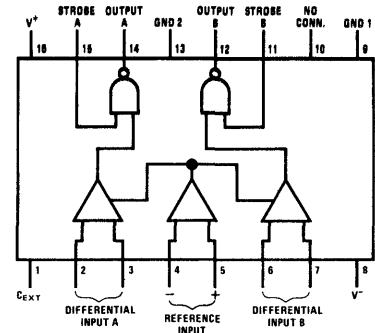 STROBE OUTPUT OUTPUT STROBE NO
V+ A A GND 2 B B CONN. GND 1
16 15 14 13 12 11 10 9
1 2 3 4 5 6 7 8
CEXT − + V−
DIFFERENTIAL REFERENCE DIFFERENTIAL
INPUT A INPUT INPUT B